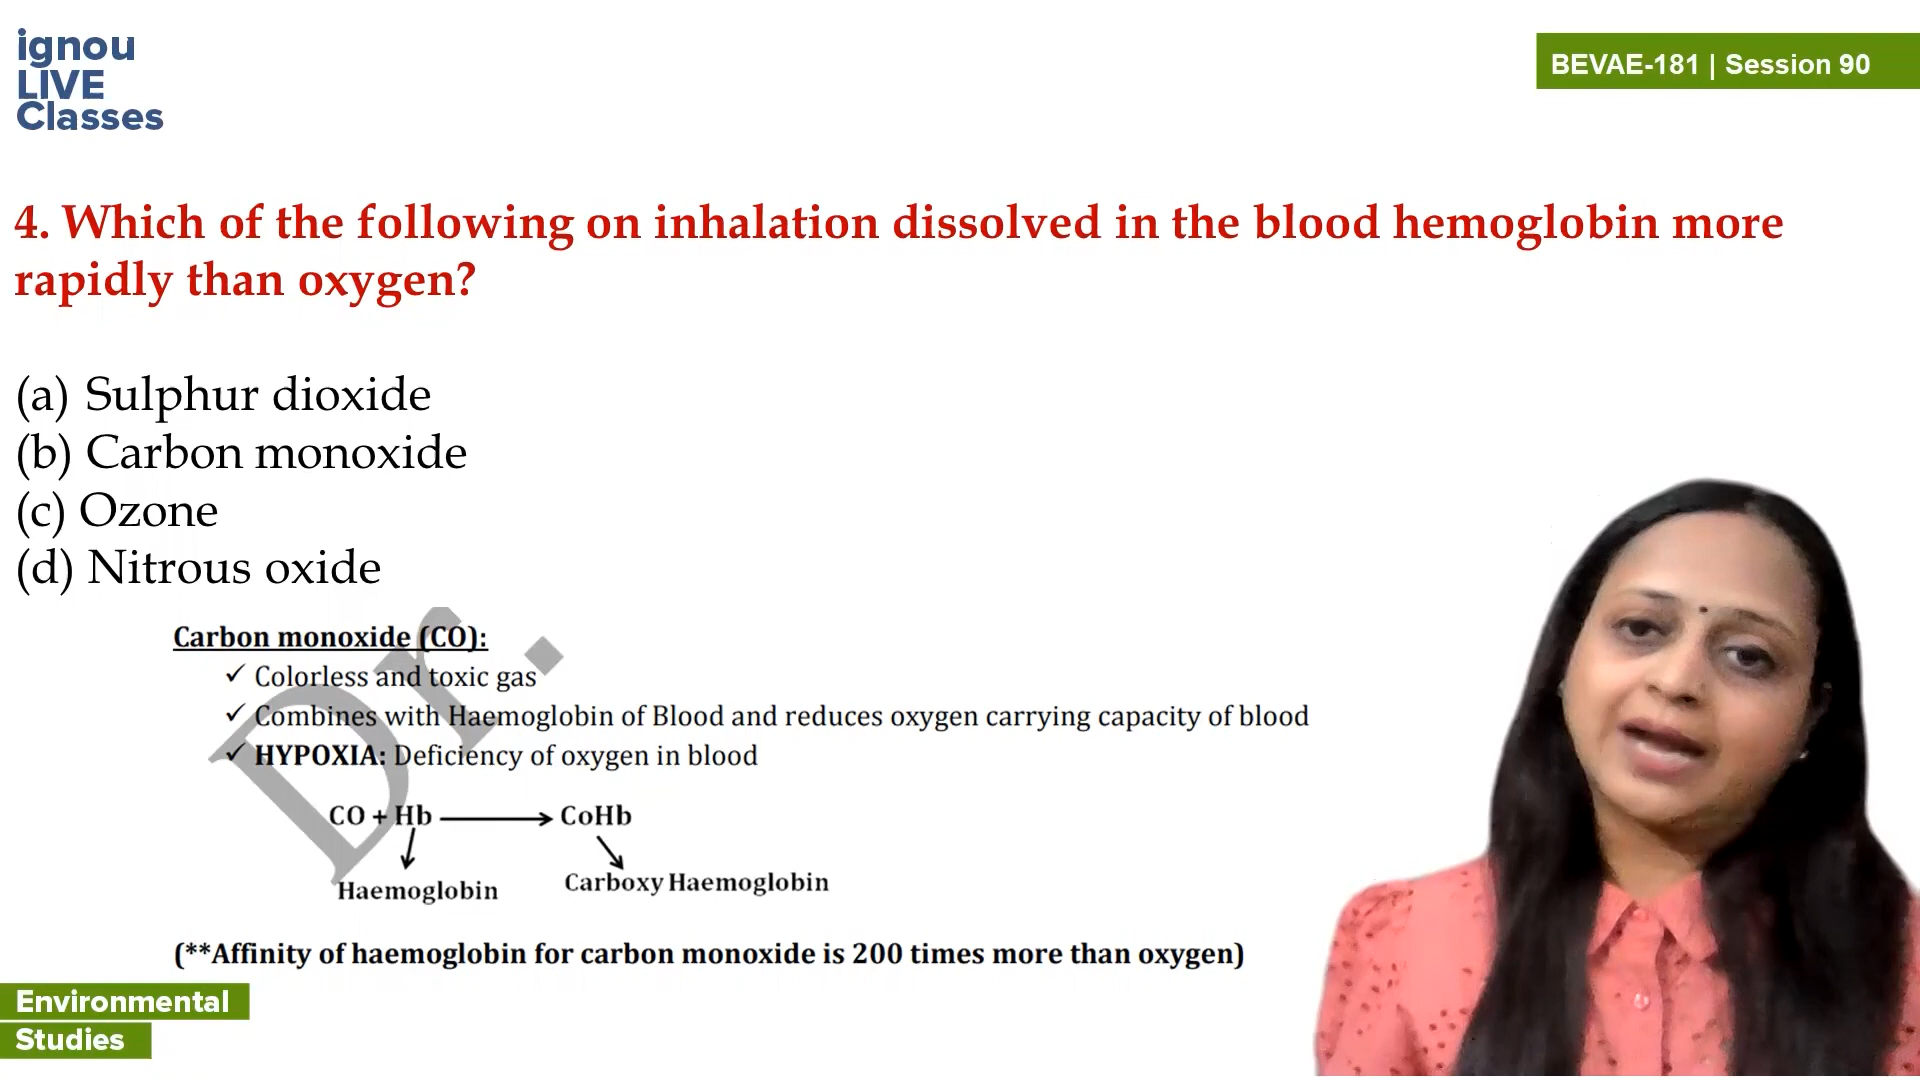 ignou
LIVE
Classes
BEVAE-181 | Session 90
4. Which of the following on inhalation dissolved in the blood hemoglobin more
rapidly than oxygen?
(a) Sulphur dioxide
(b) Carbon monoxide
(c) Ozone
(d) Nitrous oxide
Dr.
Carbon monoxide (CO):
✓ Colorless and toxic gas
✓ Combines with Haemoglobin of Blood and reduces oxygen carrying capacity of blood
✓ HYPOXIA: Deficiency of oxygen in blood
CO + Hb → CoHb
Haemoglobin
Carboxy Haemoglobin
(**Affinity of haemoglobin for carbon monoxide is 200 times more than oxygen)
Environmental
Studies